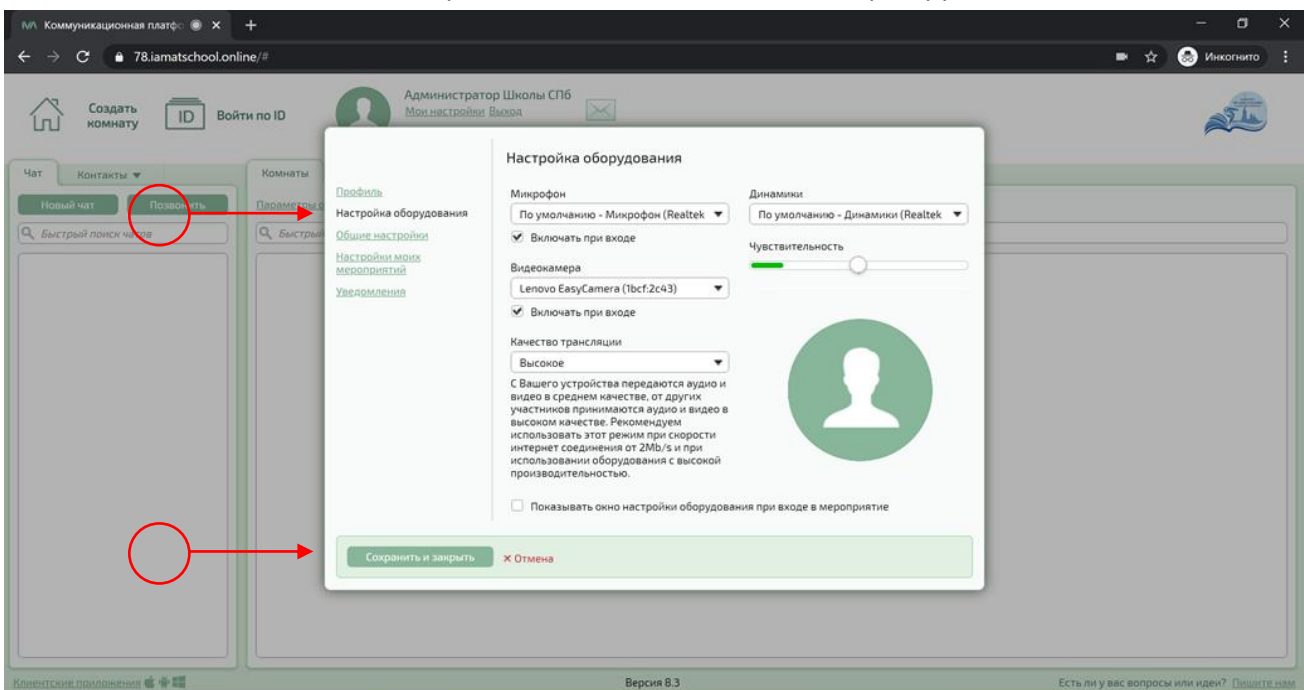 Коммуникационная платфо
78.iamatschool.online/#
Инкогнито
Создать
комнату
ID
Войти по ID
Администратор Школы СПб
Мои настройки Выход
Чат
Контакты
Комнаты
Новый чат
Позвонить
Параметры о
Быстрый поиск чатов
Быстрый
Профиль
Настройка оборудования
Общие настройки
Настройки моих
мероприятий
Уведомления
Настройка оборудования
Микрофон
По умолчанию - Микрофон (Realtek
Включать при входе
Динамики
По умолчанию - Динамики (Realtek
Чувствительность
Видеокамера
Lenovo EasyCamera (1bcf:2c43)
Включать при входе
Качество трансляции
Высокое
С Вашего устройства передаются аудио и
видео в среднем качестве, от других
участников принимаются аудио и видео в
высоком качестве. Рекомендуем
использовать этот режим при скорости
интернет соединения от 2Mb/s и при
использовании оборудования с высокой
производительностью.
Показывать окно настройки оборудования при входе в мероприятие
Сохранить и закрыть
× Отмена
Клиентские приложения
Версия 8.3
Есть ли у вас вопросы или идеи? Пишите нам